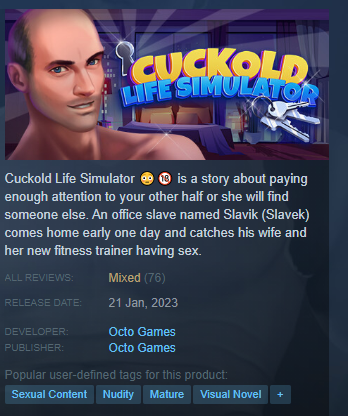 CUCKOLD
LIFE SIMULATOR
Cuckold Life Simulator 😳🔞 is a story about paying
enough attention to your other half or she will find
someone else. An office slave named Slavik (Slavek)
comes home early one day and catches his wife and
her new fitness trainer having sex.
ALL REVIEWS: Mixed (76)
RELEASE DATE: 21 Jan, 2023
DEVELOPER: Octo Games
PUBLISHER: Octo Games
Popular user-defined tags for this product:
Sexual Content Nudity Mature Visual Novel +